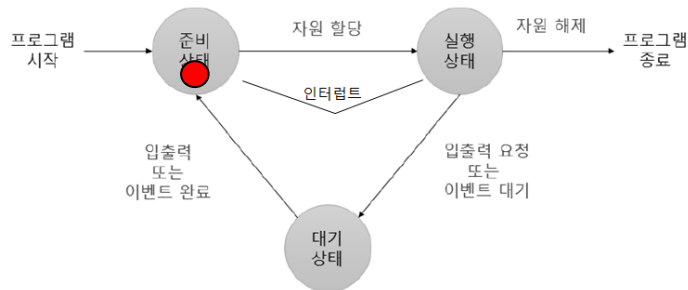 프로그램
시작
준비
상태
자원 할당
실행
상태
자원 해제
프로그램
종료
인터럽트
입출력
또는
이벤트 완료
입출력 요청
또는
이벤트 대기
대기
상태